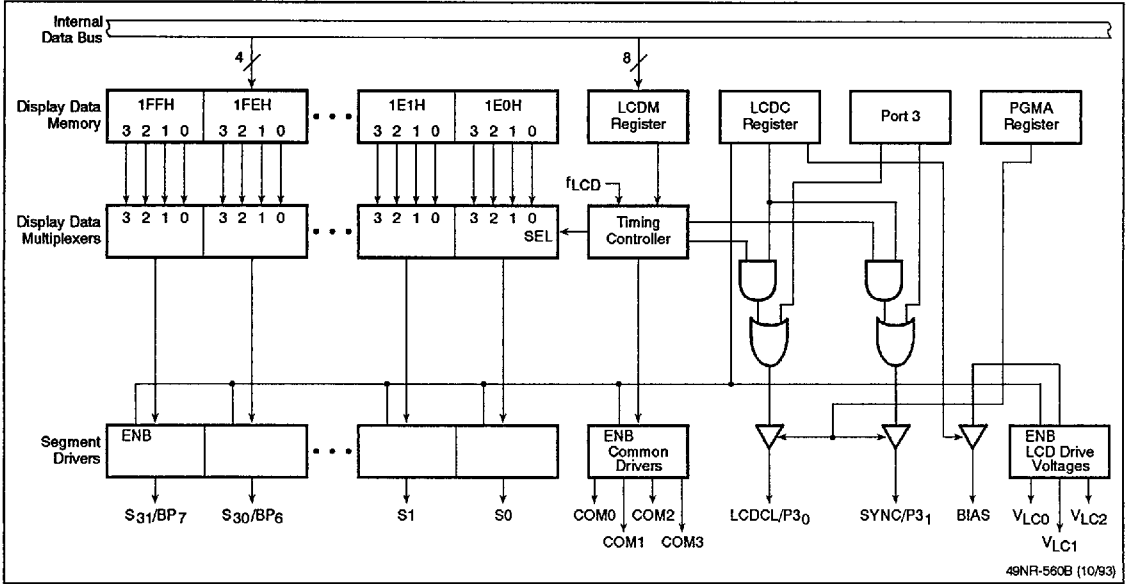 Internal
Data Bus
4
8
Display Data
Memory
1FFH
1FEH
1E1H
1E0H
3 2 1 0
3 2 1 0
3 2 1 0
3 2 1 0
LCDM
Register
LCDC
Register
Port 3
PGMA
Register
fLCD
Display Data
Multiplexers
3 2 1 0
3 2 1 0
3 2 1 0
3 2 1 0
SEL
Timing
Controller
Segment
Drivers
ENB
ENB
Common
Drivers
ENB
LCD Drive
Voltages
S31/BP7
S30/BP6
S1
S0
COM0
COM2
COM1
COM3
LCDCL/P30
SYNC/P31
BIAS
VLC0
VLC2
VLC1
49NR-560B (10/93)